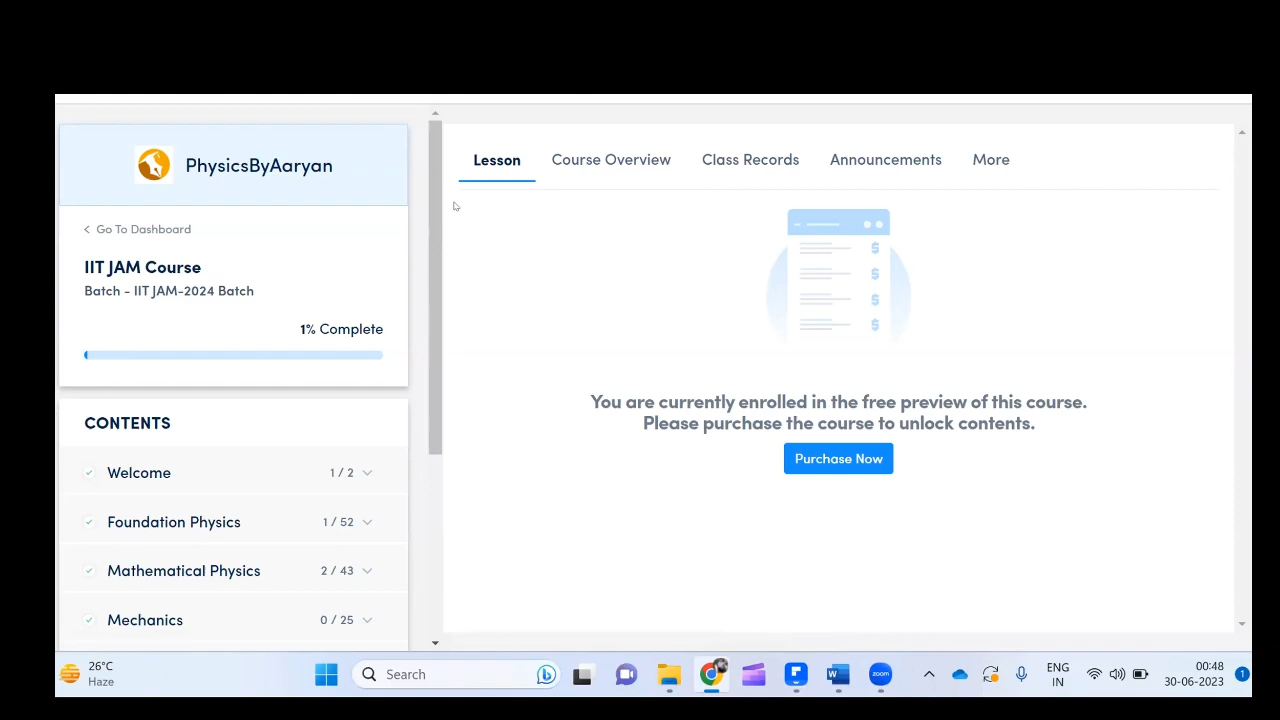 PhysicsByAaryan
< Go To Dashboard
IIT JAM Course
Batch - IIT JAM-2024 Batch
1% Complete
CONTENTS
Welcome 1 / 2
Foundation Physics 1 / 52
Mathematical Physics 2 / 43
Mechanics 0 / 25
Lesson Course Overview Class Records Announcements More
$
$
$
$
You are currently enrolled in the free preview of this course.
Please purchase the course to unlock contents.
Purchase Now
26°C
Haze
Search
W
zoom
ENG
IN
00:48
30-06-2023
1